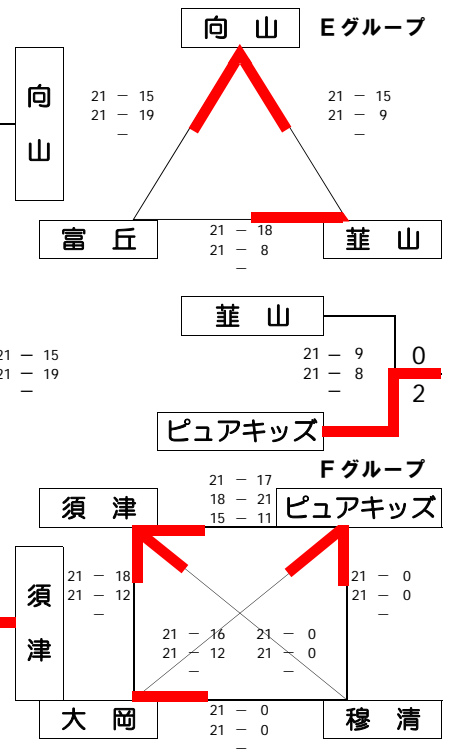 向 山 Eグループ
向
山
21 － 15
21 － 19
－
21 － 15
21 － 9
－
富 丘
21 － 18
21 － 8
－
韮 山
韮 山
21 － 15
21 － 19
－
21 － 9
21 － 8
－
0
2
ピュアキッズ
Fグループ
21 － 17
18 － 21
15 － 11
須 津
ピュアキッズ
須
津
21 － 18
21 － 12
－
21 － 0
21 － 0
－
21 － 16
21 － 12
－
21 － 0
21 － 0
－
大 岡
21 － 0
21 － 0
－
穆 清